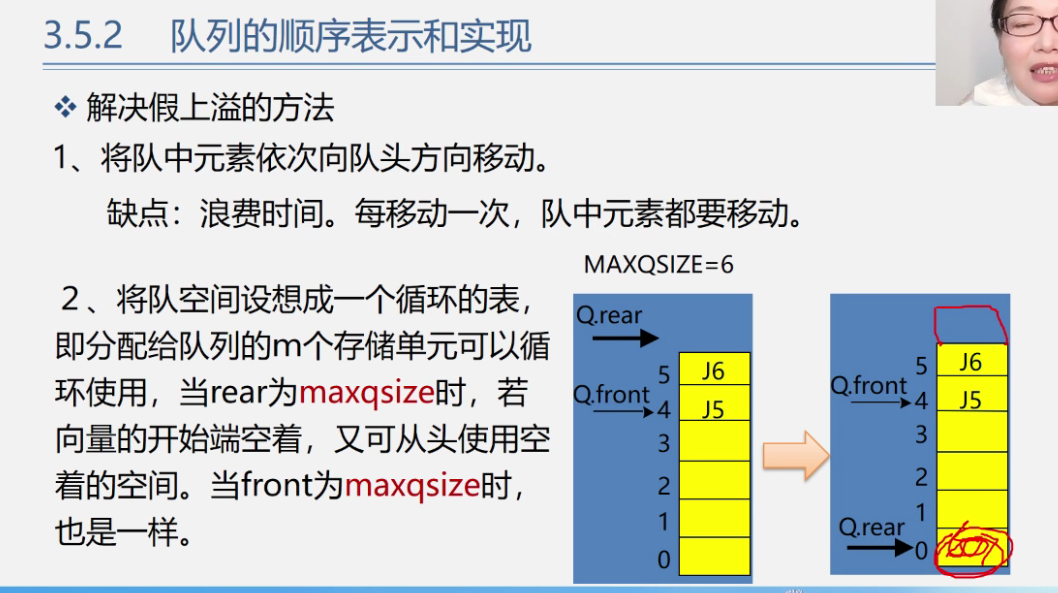 3.5.2 队列的顺序表示和实现
❖ 解决假上溢的方法
1、将队中元素依次向队头方向移动。
缺点：浪费时间。每移动一次，队中元素都要移动。
MAXQSIZE=6
２、将队空间设想成一个循环的表，
即分配给队列的m个存储单元可以循
环使用，当rear为maxqsize时，若
向量的开始端空着，又可从头使用空
着的空间。当front为maxqsize时，
也是一样。
Q.rear
5 J6
Q.front
4 J5
3
2
1
0
5 J6
Q.front
4 J5
3
2
1
Q.rear
0